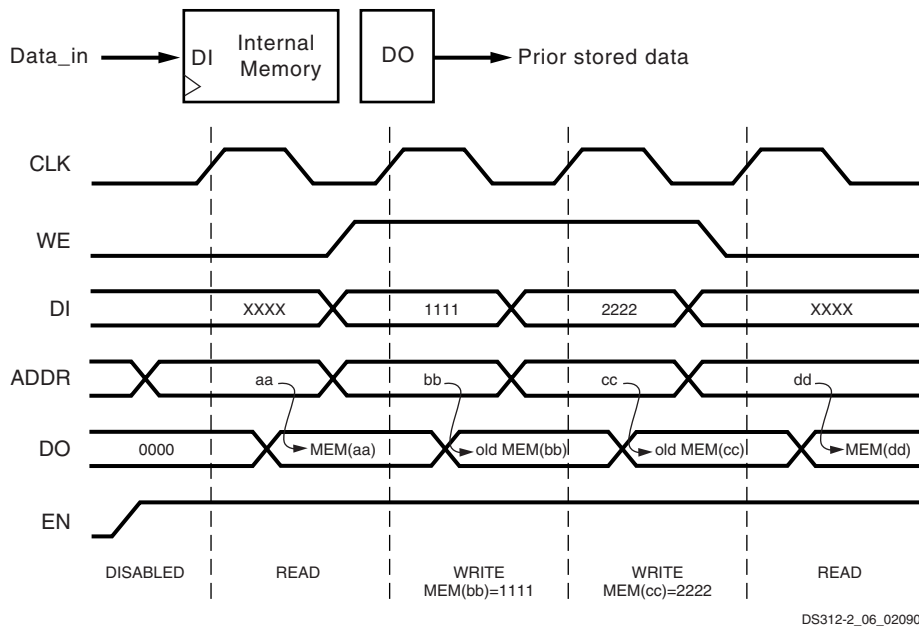 Data_in
DI
Internal
Memory
DO
Prior stored data
CLK
WE
DI
XXXX
1111
2222
XXXX
ADDR
aa
bb
cc
dd
DO
0000
MEM(aa)
old MEM(bb)
old MEM(cc)
MEM(dd)
EN
DISABLED
READ
WRITE
MEM(bb)=1111
WRITE
MEM(cc)=2222
READ
DS312-2_06_02090